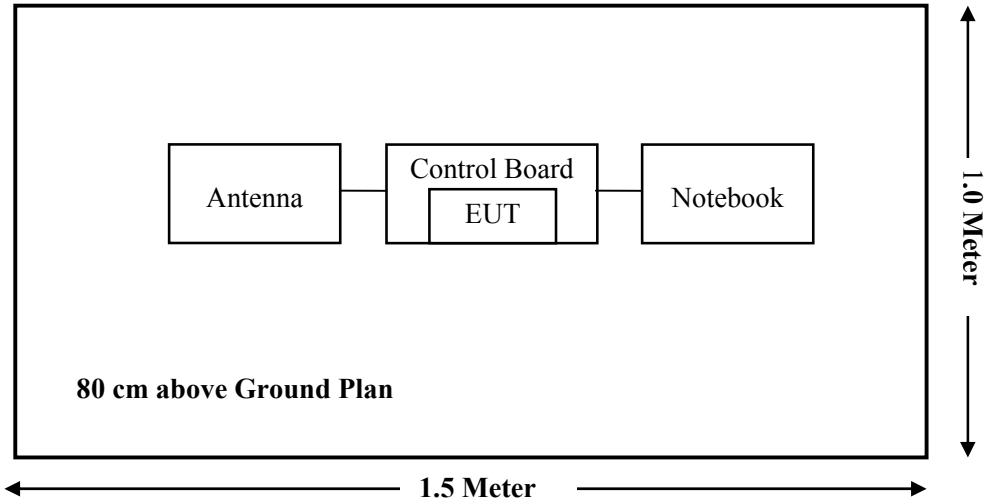 Antenna
Control Board
EUT
Notebook
1.0 Meter
80 cm above Ground Plan
1.5 Meter